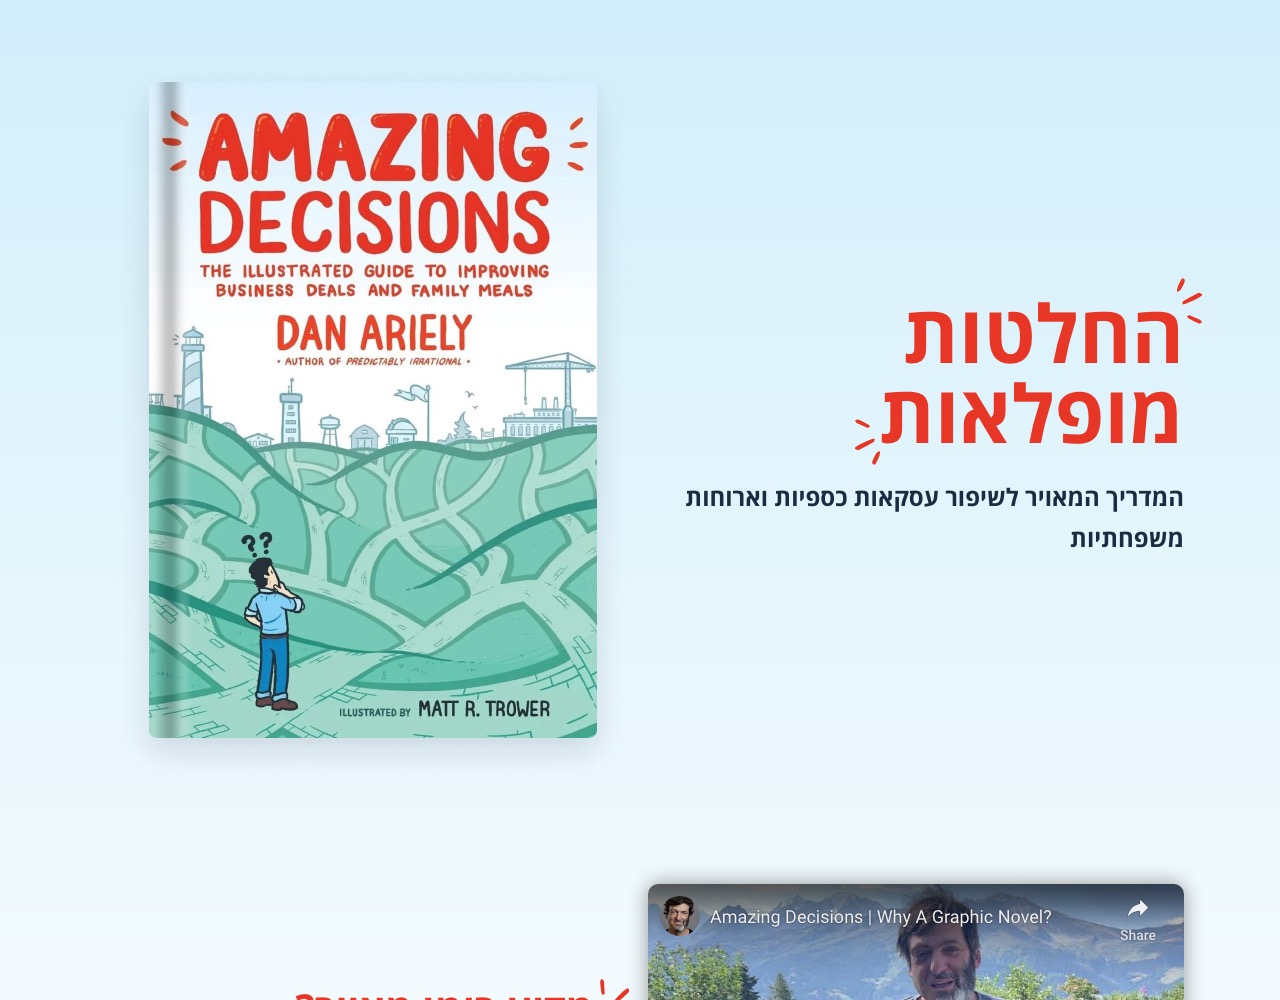 AMAZING
DECISIONS
THE ILLUSTRATED GUIDE TO IMPROVING
BUSINESS DEALS AND FAMILY MEALS
DAN ARIELY
• AUTHOR OF PREDICTABLY IRRATIONAL •
??
ILLUSTRATED BY MATT R. TROWER
החלטות
מופלאות
המדריך המאויר לשיפור עסקאות כספיות וארוחות
משפחתיות
Amazing Decisions | Why A Graphic Novel?
Share